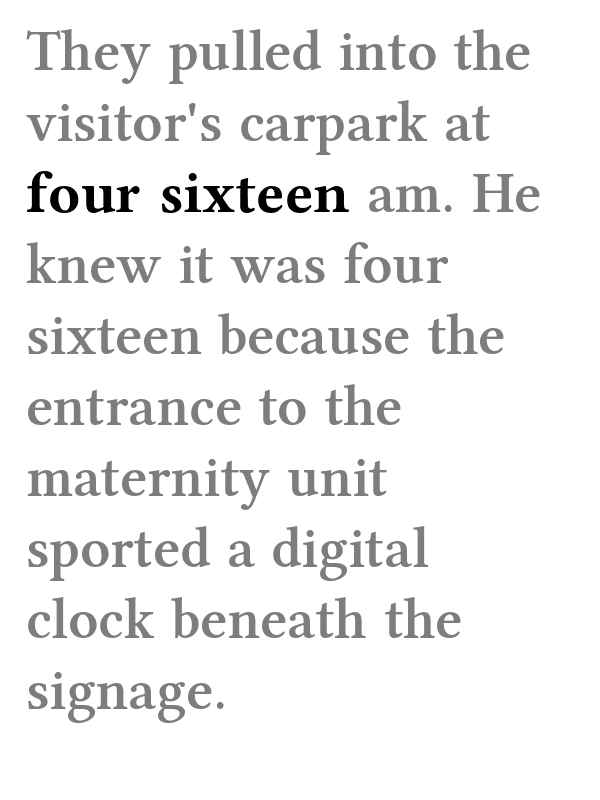 They pulled into the
visitor's carpark at
four sixteen am. He
knew it was four
sixteen because the
entrance to the
maternity unit
sported a digital
clock beneath the
signage.